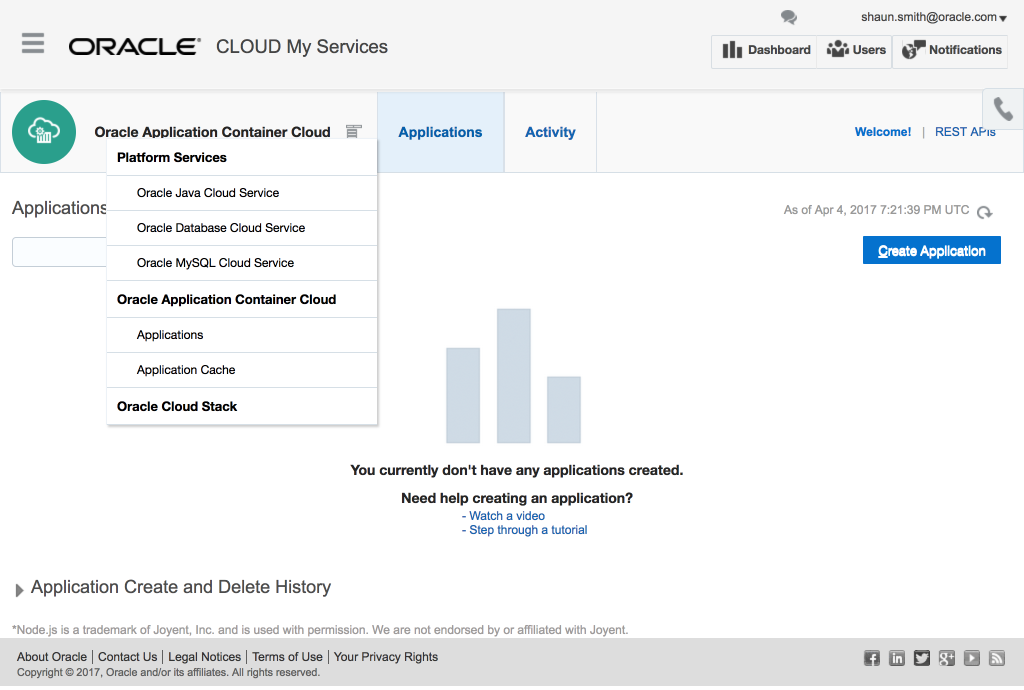 shaun.smith@oracle.com
ORACLE® CLOUD My Services
Dashboard
Users
Notifications
Oracle Application Container Cloud
Applications
Activity
Welcome! | REST APIs
Platform Services
Oracle Java Cloud Service
Oracle Database Cloud Service
Oracle MySQL Cloud Service
Oracle Application Container Cloud
Applications
Application Cache
Oracle Cloud Stack
Applications
As of Apr 4, 2017 7:21:39 PM UTC
Create Application
You currently don't have any applications created.
Need help creating an application?
- Watch a video
- Step through a tutorial
Application Create and Delete History
*Node.js is a trademark of Joyent, Inc. and is used with permission. We are not endorsed by or affiliated with Joyent.
About Oracle | Contact Us | Legal Notices | Terms of Use | Your Privacy Rights
Copyright © 2017, Oracle and/or its affiliates. All rights reserved.